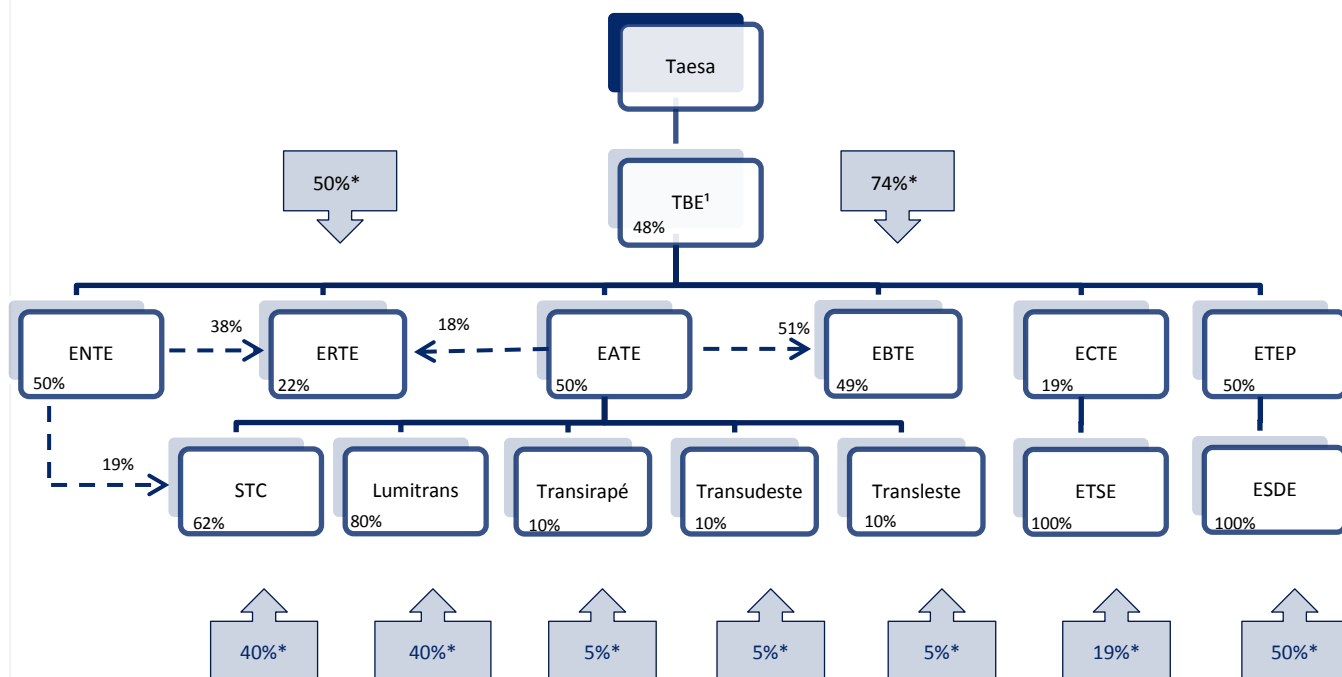 Taesa
50%*
TBE¹
48%
74%*
ENTE
50%
38%
ERTE
22%
18%
EATE
50%
51%
EBTE
49%
ECTE
19%
ETEP
50%
19%
STC
62%
Lumitrans
80%
Transirapé
10%
Transudeste
10%
Transleste
10%
ETSE
100%
ESDE
100%
40%*
40%*
5%*
5%*
5%*
19%*
50%*